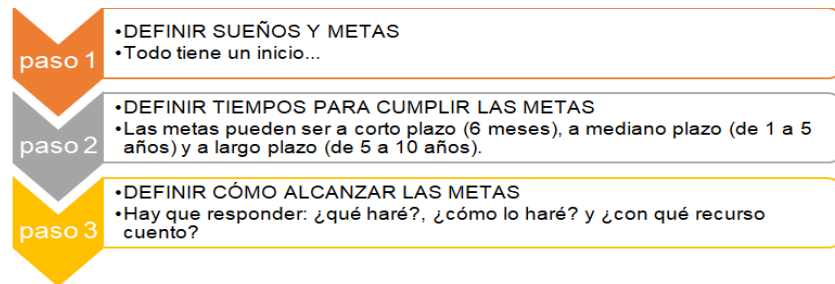 paso 1
•DEFINIR SUEÑOS Y METAS
•Todo tiene un inicio...
paso 2
•DEFINIR TIEMPOS PARA CUMPLIR LAS METAS
•Las metas pueden ser a corto plazo (6 meses), a mediano plazo (de 1 a 5
años) y a largo plazo (de 5 a 10 años).
paso 3
•DEFINIR CÓMO ALCANZAR LAS METAS
•Hay que responder: ¿qué haré?, ¿cómo lo haré? y ¿con qué recurso
cuento?